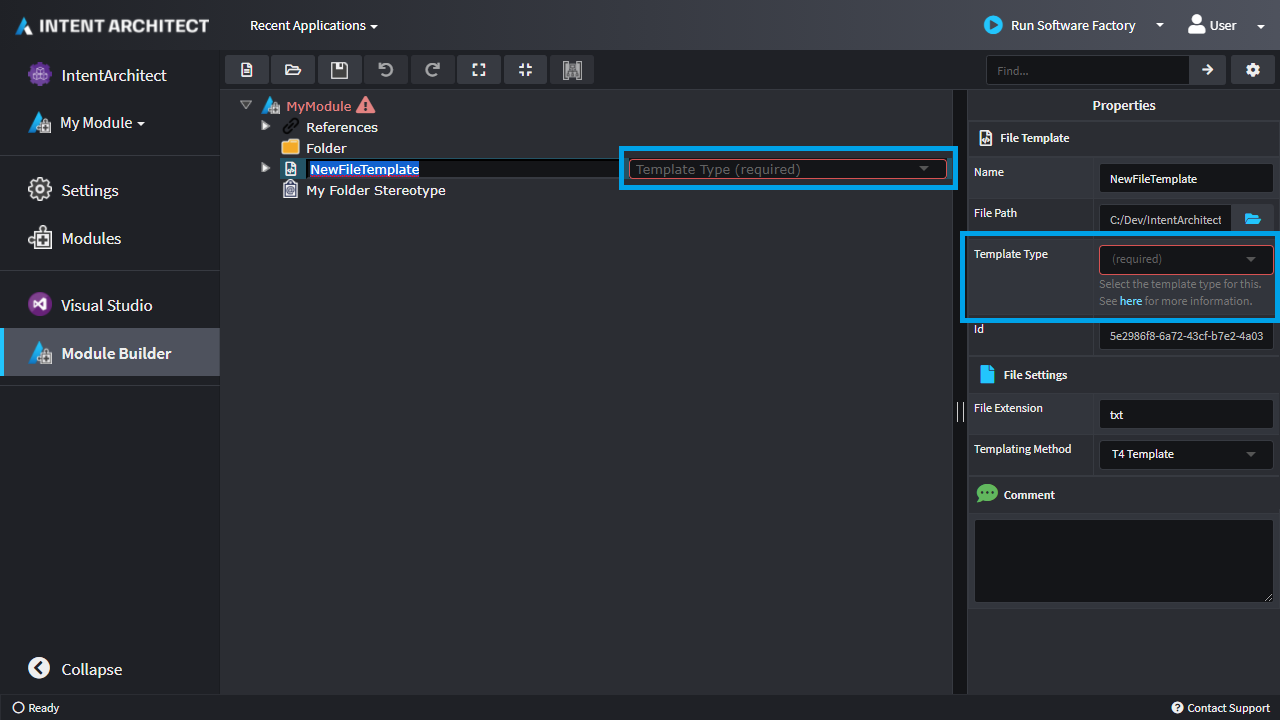 INTENT ARCHITECT
Recent Applications
Run Software Factory
User
IntentArchitect
My Module
Settings
Modules
Visual Studio
Module Builder
Collapse
Find...
MyModule
References
Folder
NewFileTemplate
Template Type (required)
My Folder Stereotype
Properties
File Template
Name
NewFileTemplate
File Path
C:/Dev/IntentArchitect
Template Type
(required)
Select the template type for this.
See here for more information.
Id
5e2986f8-6a72-43cf-b7e2-4a03
File Settings
File Extension
txt
Templating Method
T4 Template
Comment
Ready
Contact Support